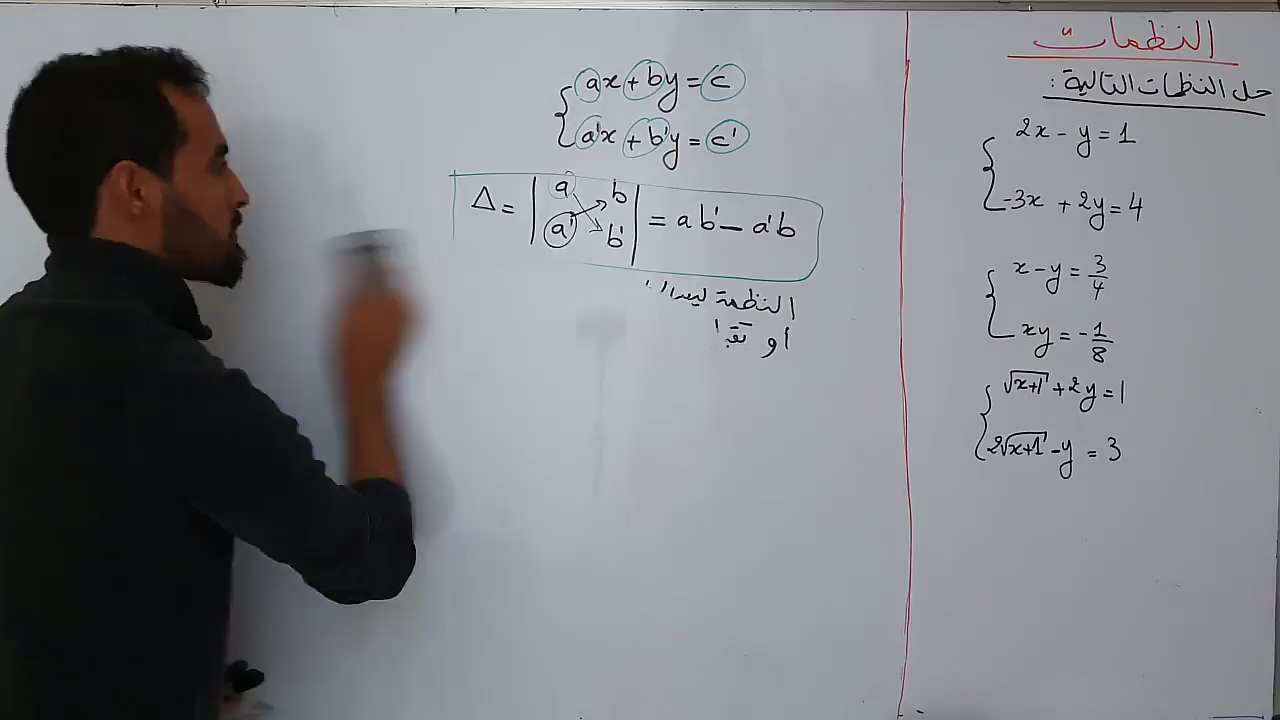 النظمات
حل النظمات التالية :
2x - y = 1
-3x + 2y = 4
x - y = 3/4
xy = -1/8
√x+1 + 2y = 1
2√x+1 - y = 3
ax + by = c
a'x + b'y = c'
Δ = | a b |
| a' b' | = ab' - a'b
النظمة
او